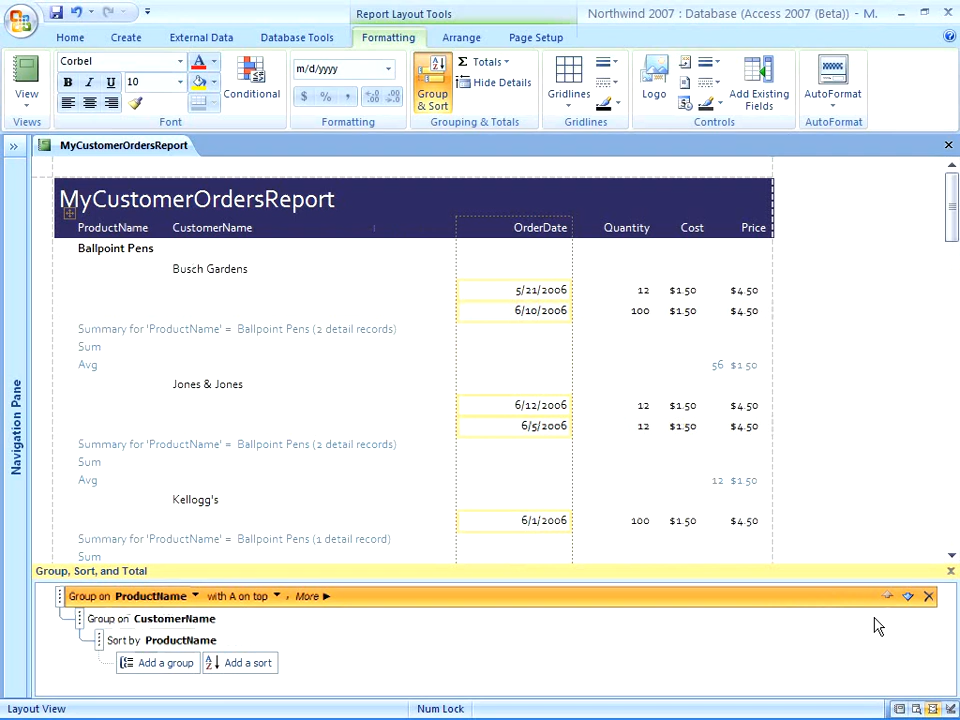 Report Layout Tools
Northwind 2007 : Database (Access 2007 (Beta)) - M.
Home Create External Data Database Tools Formatting Arrange Page Setup
View
Views
Corbel
B I U 10
Conditional
Font
m/d/yyyy
$ % , .00 .00
Formatting
Group & Sort
Σ Totals
Hide Details
Grouping & Totals
Gridlines
Gridlines
Logo
Add Existing Fields
Controls
AutoFormat
AutoFormat
MyCustomerOrdersReport
Navigation Pane
MyCustomerOrdersReport
ProductName CustomerName OrderDate Quantity Cost Price
Ballpoint Pens
Busch Gardens
5/21/2006 12 $1.50 $4.50
6/10/2006 100 $1.50 $4.50
Summary for 'ProductName' = Ballpoint Pens (2 detail records)
Sum
Avg 56 $1 50
Jones & Jones
6/12/2006 12 $1.50 $4.50
6/5/2006 12 $1.50 $4.50
Summary for 'ProductName' = Ballpoint Pens (2 detail records)
Sum
Avg 12 $1 50
Kellogg's
6/1/2006 100 $1.50 $4.50
Summary for 'ProductName' = Ballpoint Pens (1 detail record)
Sum
Group, Sort, and Total
Group on ProductName with A on top , More
Group on CustomerName
Sort by ProductName
Add a group Add a sort
Layout View Num Lock